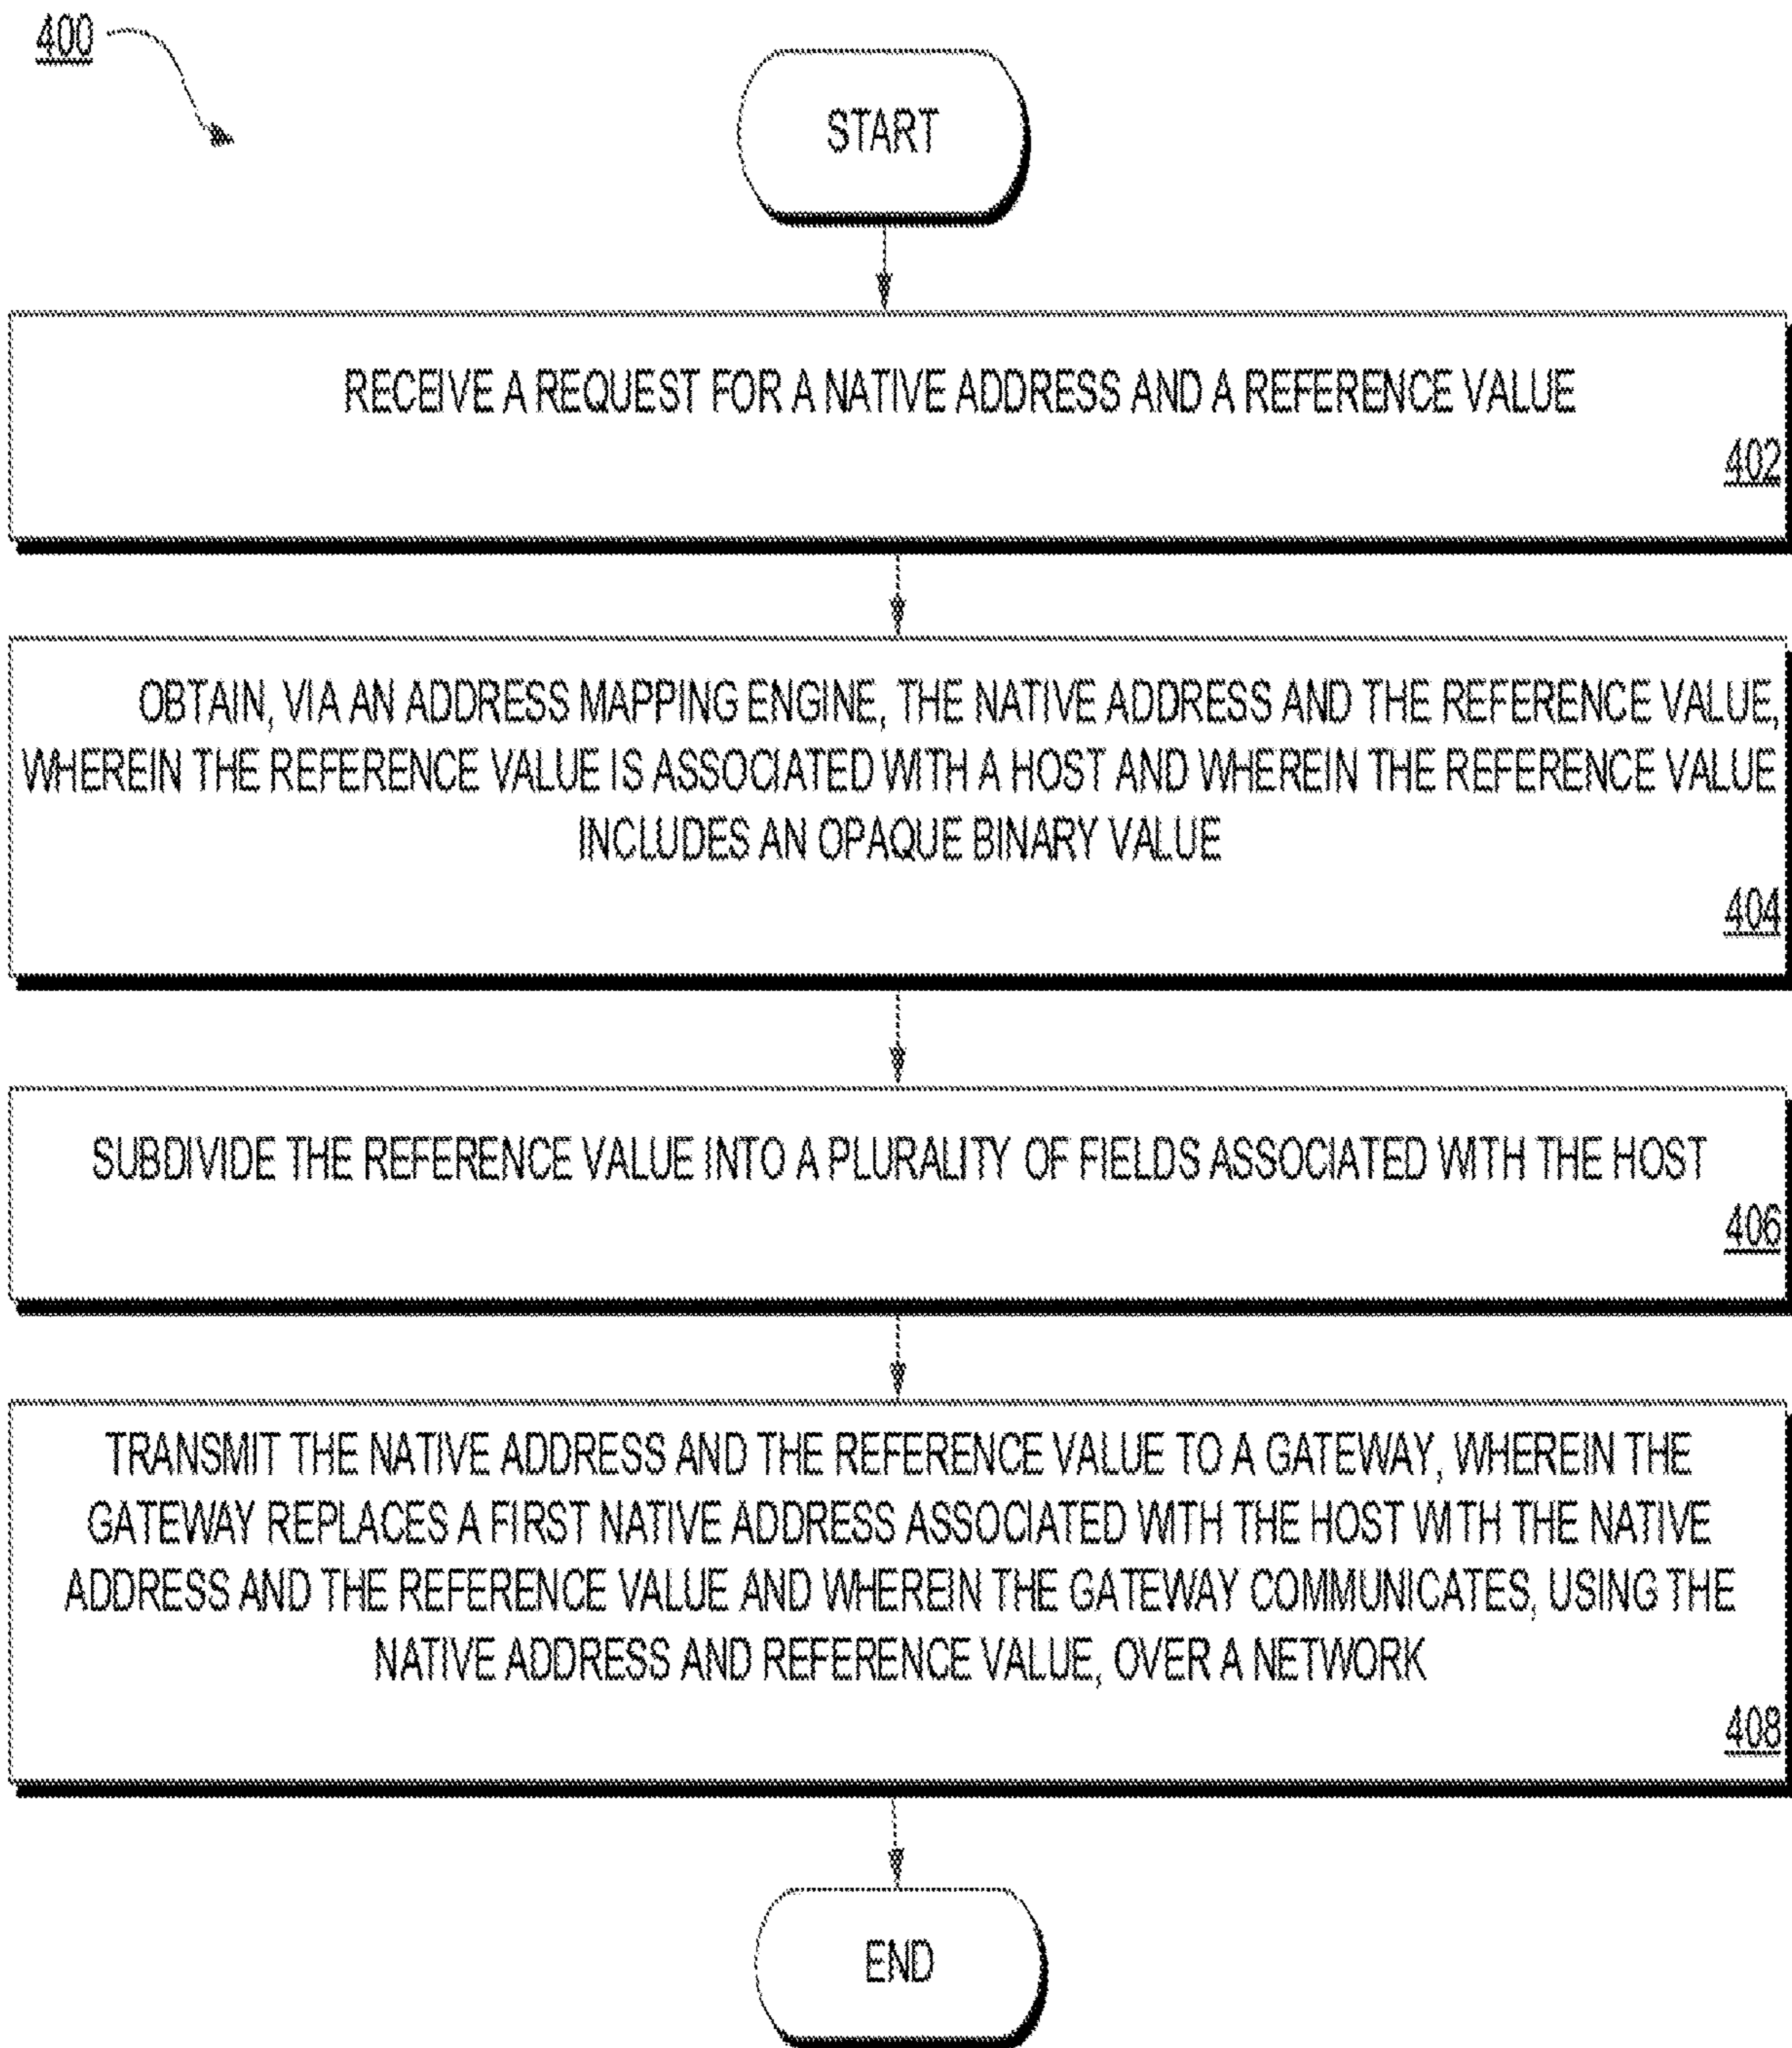 400
START
RECEIVE A REQUEST FOR A NATIVE ADDRESS AND A REFERENCE VALUE
402
OBTAIN, VIA AN ADDRESS MAPPING ENGINE, THE NATIVE ADDRESS AND THE REFERENCE VALUE,
WHEREIN THE REFERENCE VALUE IS ASSOCIATED WITH A HOST AND WHEREIN THE REFERENCE VALUE
INCLUDES AN OPAQUE BINARY VALUE
404
SUBDIVIDE THE REFERENCE VALUE INTO A PLURALITY OF FIELDS ASSOCIATED WITH THE HOST
406
TRANSMIT THE NATIVE ADDRESS AND THE REFERENCE VALUE TO A GATEWAY, WHEREIN THE
GATEWAY REPLACES A FIRST NATIVE ADDRESS ASSOCIATED WITH THE HOST WITH THE NATIVE
ADDRESS AND THE REFERENCE VALUE AND WHEREIN THE GATEWAY COMMUNICATES, USING THE
NATIVE ADDRESS AND REFERENCE VALUE, OVER A NETWORK
408
END